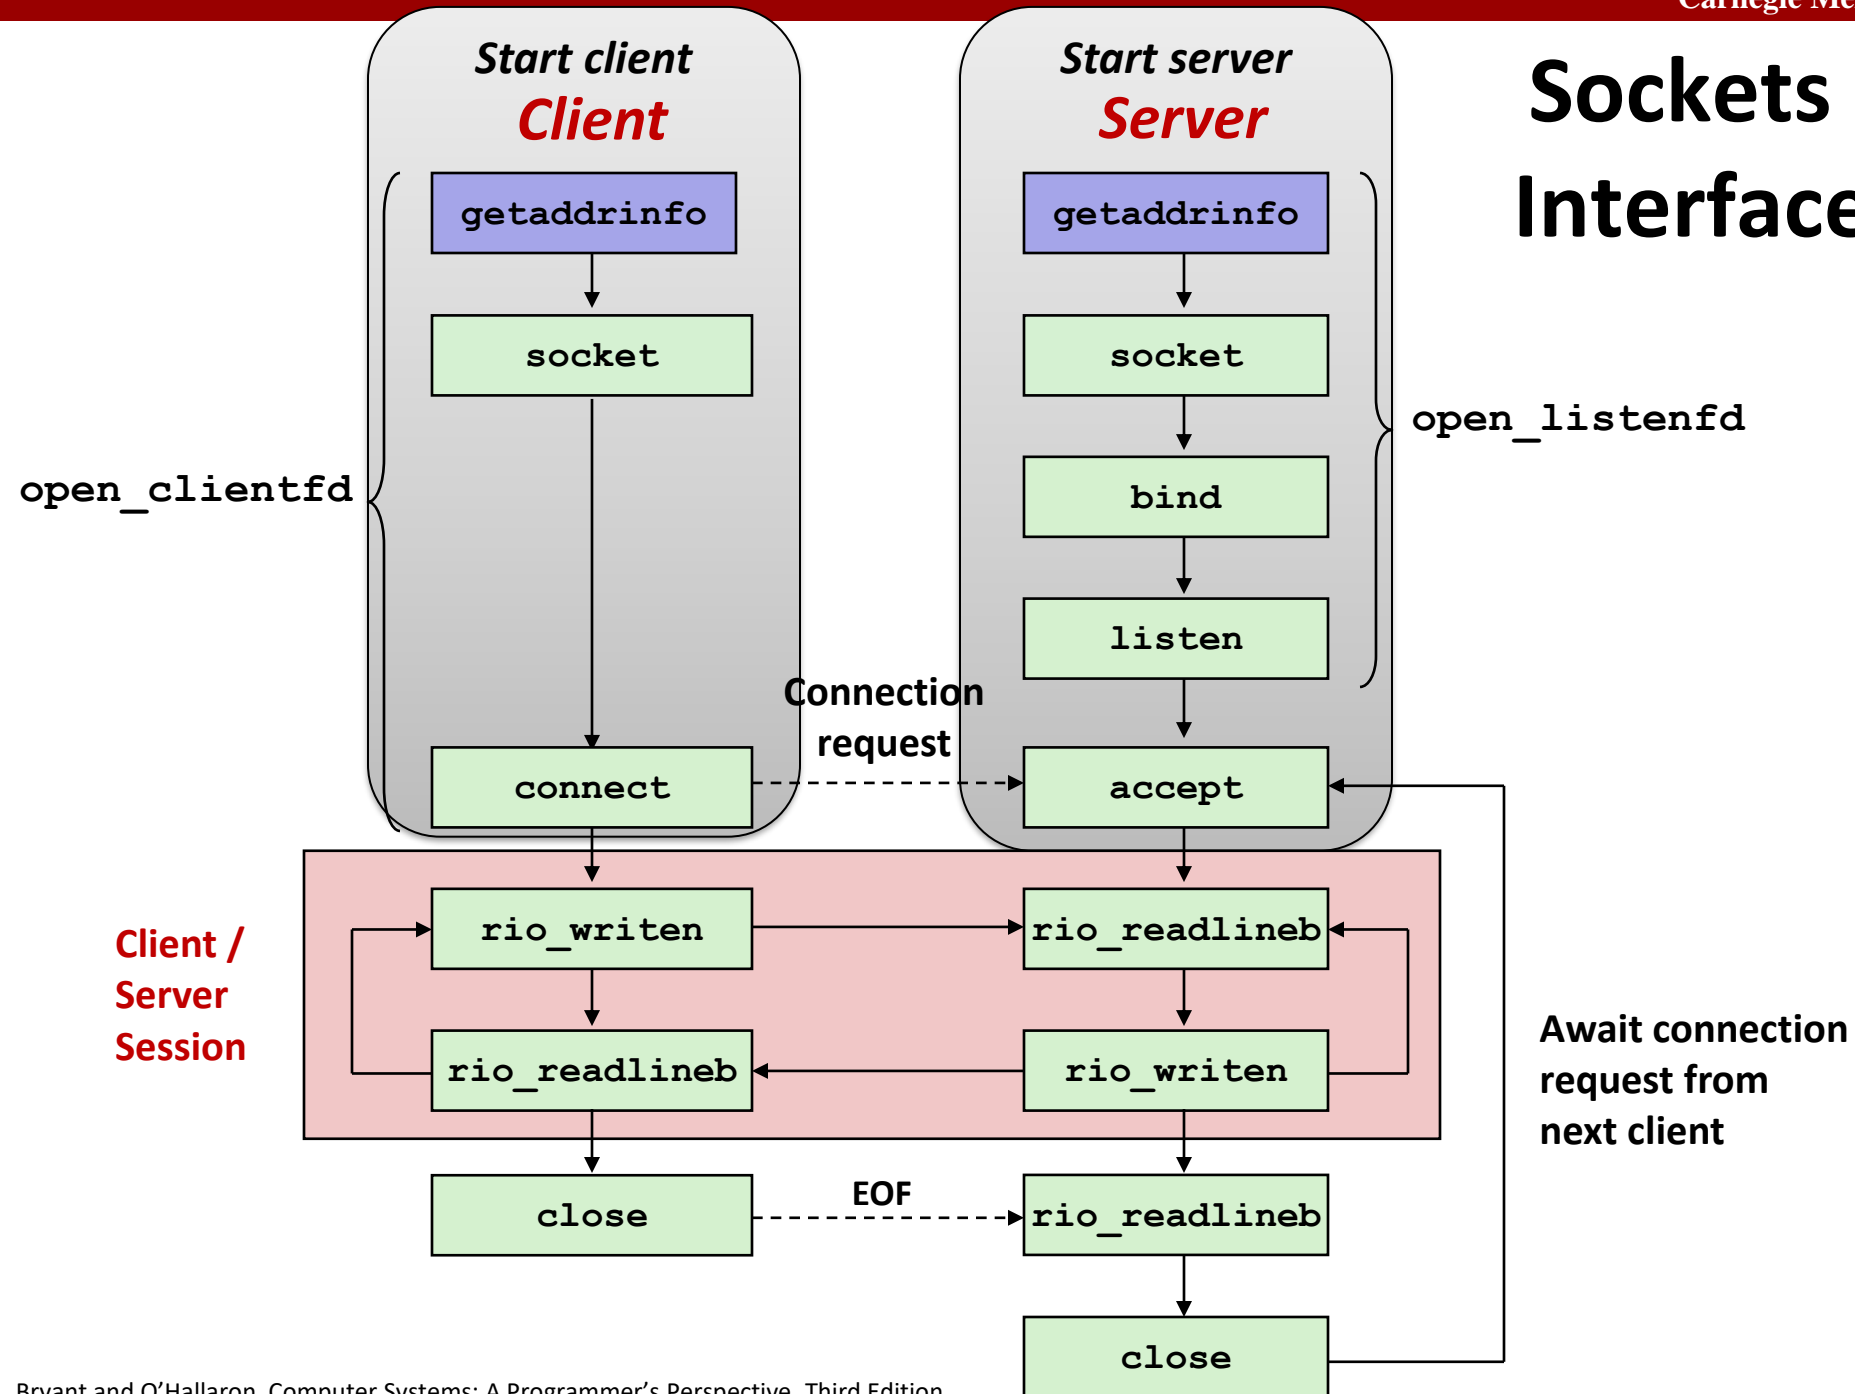 Carnegie
Sockets
Interface
Start client
Client
Start server
Server
getaddrinfo
getaddrinfo
socket
socket
open_listenfd
open_clientfd
bind
listen
Connection
request
connect
accept
Client /
Server
Session
rio_writen
rio_readlineb
rio_readlineb
rio_writen
Await connection
request from
next client
close
EOF
rio_readlineb
close
Bryant and O'Hallaron, Computer Systems: A Programmer's Perspective, Third Edition